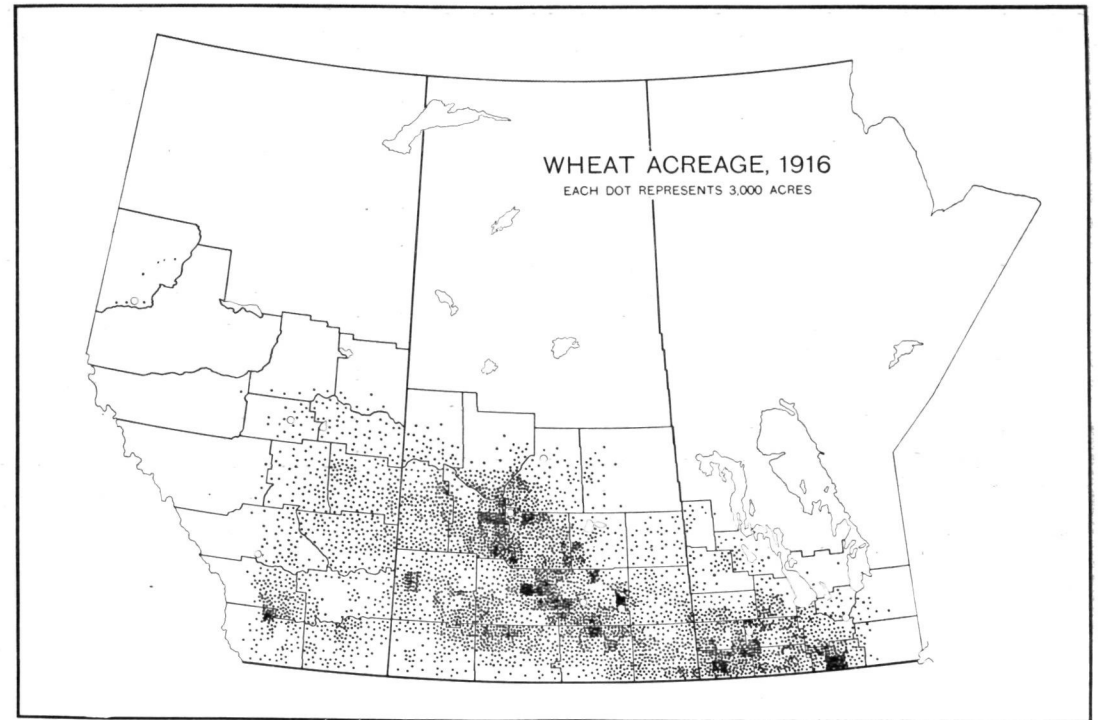 WHEAT ACREAGE, 1916
EACH DOT REPRESENTS 3,000 ACRES